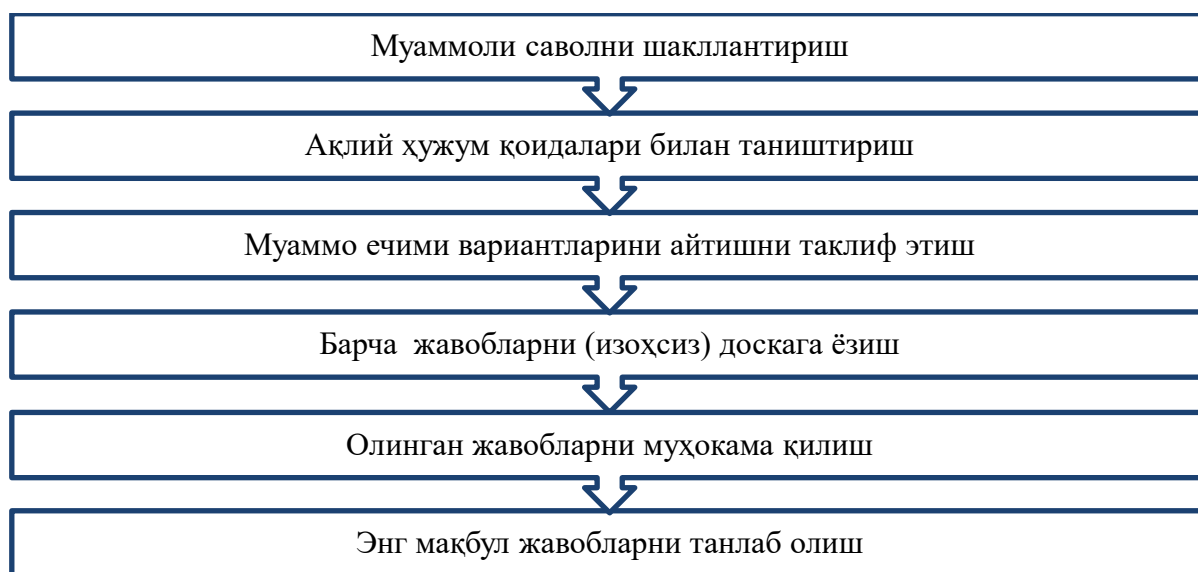 Муаммоли саволни шакллантириш
Ақлий ҳужум қоидалари билан таништириш
Муаммо ечими вариантларини айтишни таклиф этиш
Барча жавобларни (изоҳсиз) доскага ёзиш
Олинган жавобларни муҳокама қилиш
Энг мақбул жавобларни танлаб олиш